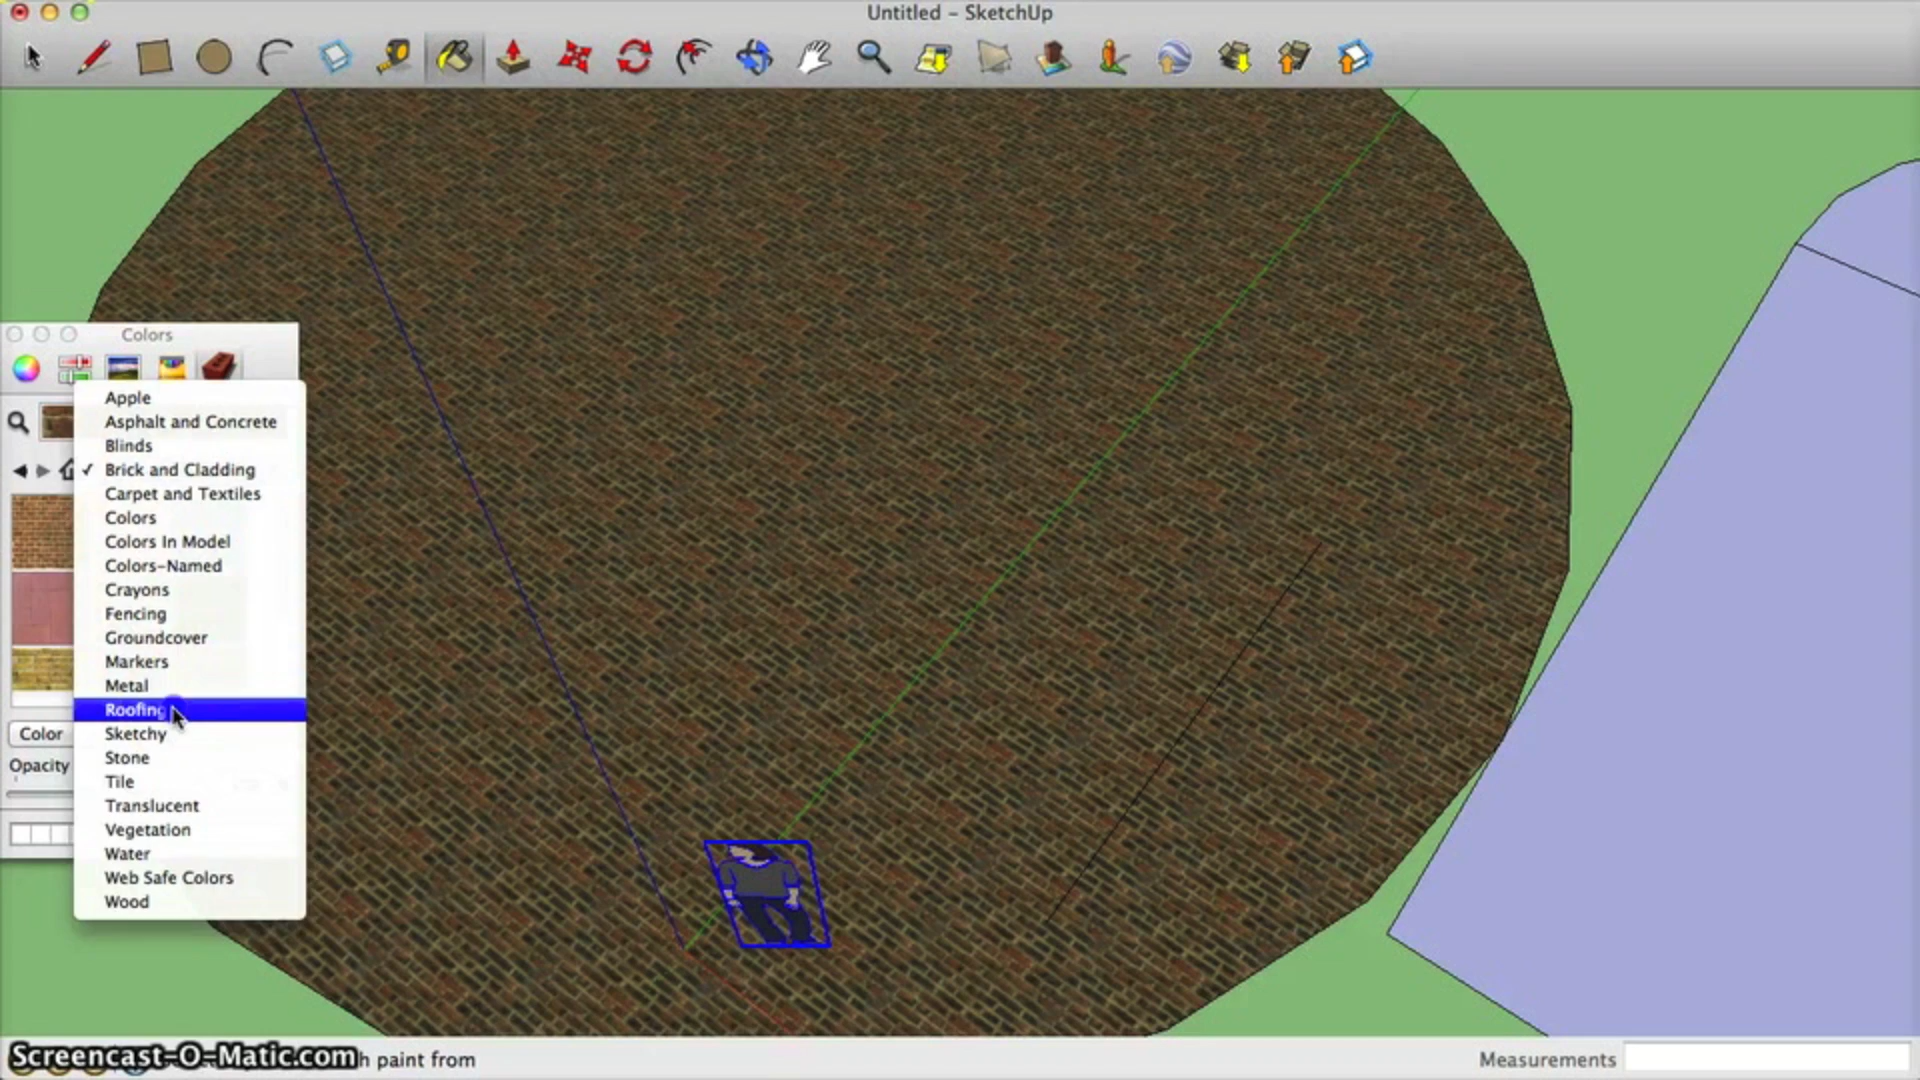 Untitled – SketchUp
Colors
Apple
Asphalt and Concrete
Blinds
✓ Brick and Cladding
Carpet and Textiles
Colors
Colors In Model
Colors-Named
Crayons
Fencing
Groundcover
Markers
Metal
Roofing
Sketchy
Stone
Tile
Translucent
Vegetation
Water
Web Safe Colors
Wood
Color
Opacity
Screencast-O-Matic.com
paint from
Measurements